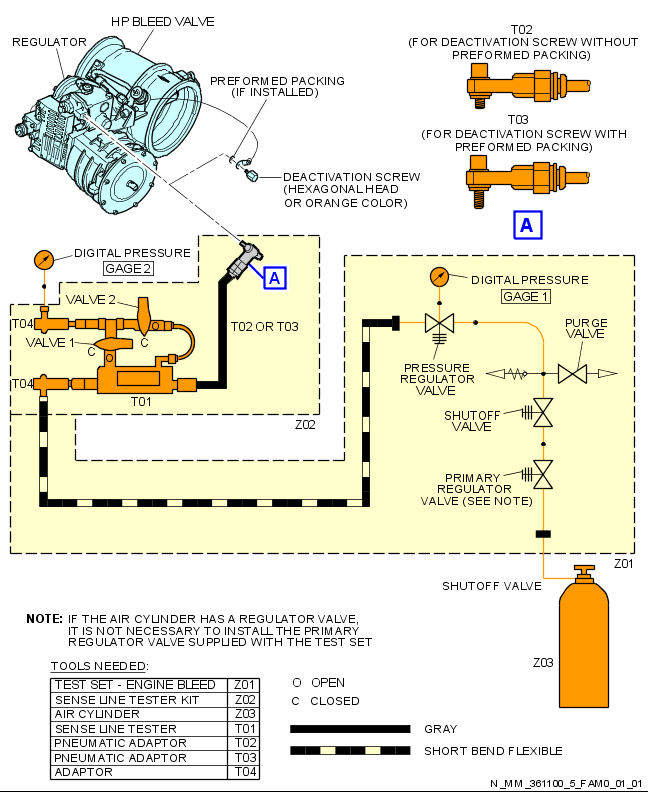 HP BLEED VALVE
REGULATOR
PREFORMED PACKING
(IF INSTALLED)
DEACTIVATION SCREW
(HEXAGONAL HEAD
OR ORANGE COLOR)
T02
(FOR DEACTIVATION SCREW WITHOUT
PREFORMED PACKING)
T03
(FOR DEACTIVATION SCREW WITH
PREFORMED PACKING)
A
DIGITAL PRESSURE
GAGE 2
A
VALVE 2
T04
C
VALVE 1
C
T02 OR T03
T04
T01
Z02
DIGITAL PRESSURE
GAGE 1
PURGE
VALVE
PRESSURE
REGULATOR
VALVE
SHUTOFF
VALVE
PRIMARY
REGULATOR
VALVE (SEE NOTE)
Z01
SHUTOFF VALVE
Z03
NOTE: IF THE AIR CYLINDER HAS A REGULATOR VALVE,
IT IS NOT NECESSARY TO INSTALL THE PRIMARY
REGULATOR VALVE SUPPLIED WITH THE TEST SET
TOOLS NEEDED:
TEST SET - ENGINE BLEED Z01
SENSE LINE TESTER KIT Z02
AIR CYLINDER Z03
SENSE LINE TESTER T01
PNEUMATIC ADAPTOR T02
PNEUMATIC ADAPTOR T03
ADAPTOR T04
O OPEN
C CLOSED
GRAY
SHORT BEND FLEXIBLE
N_MM_361100_5_FAM0_01_01